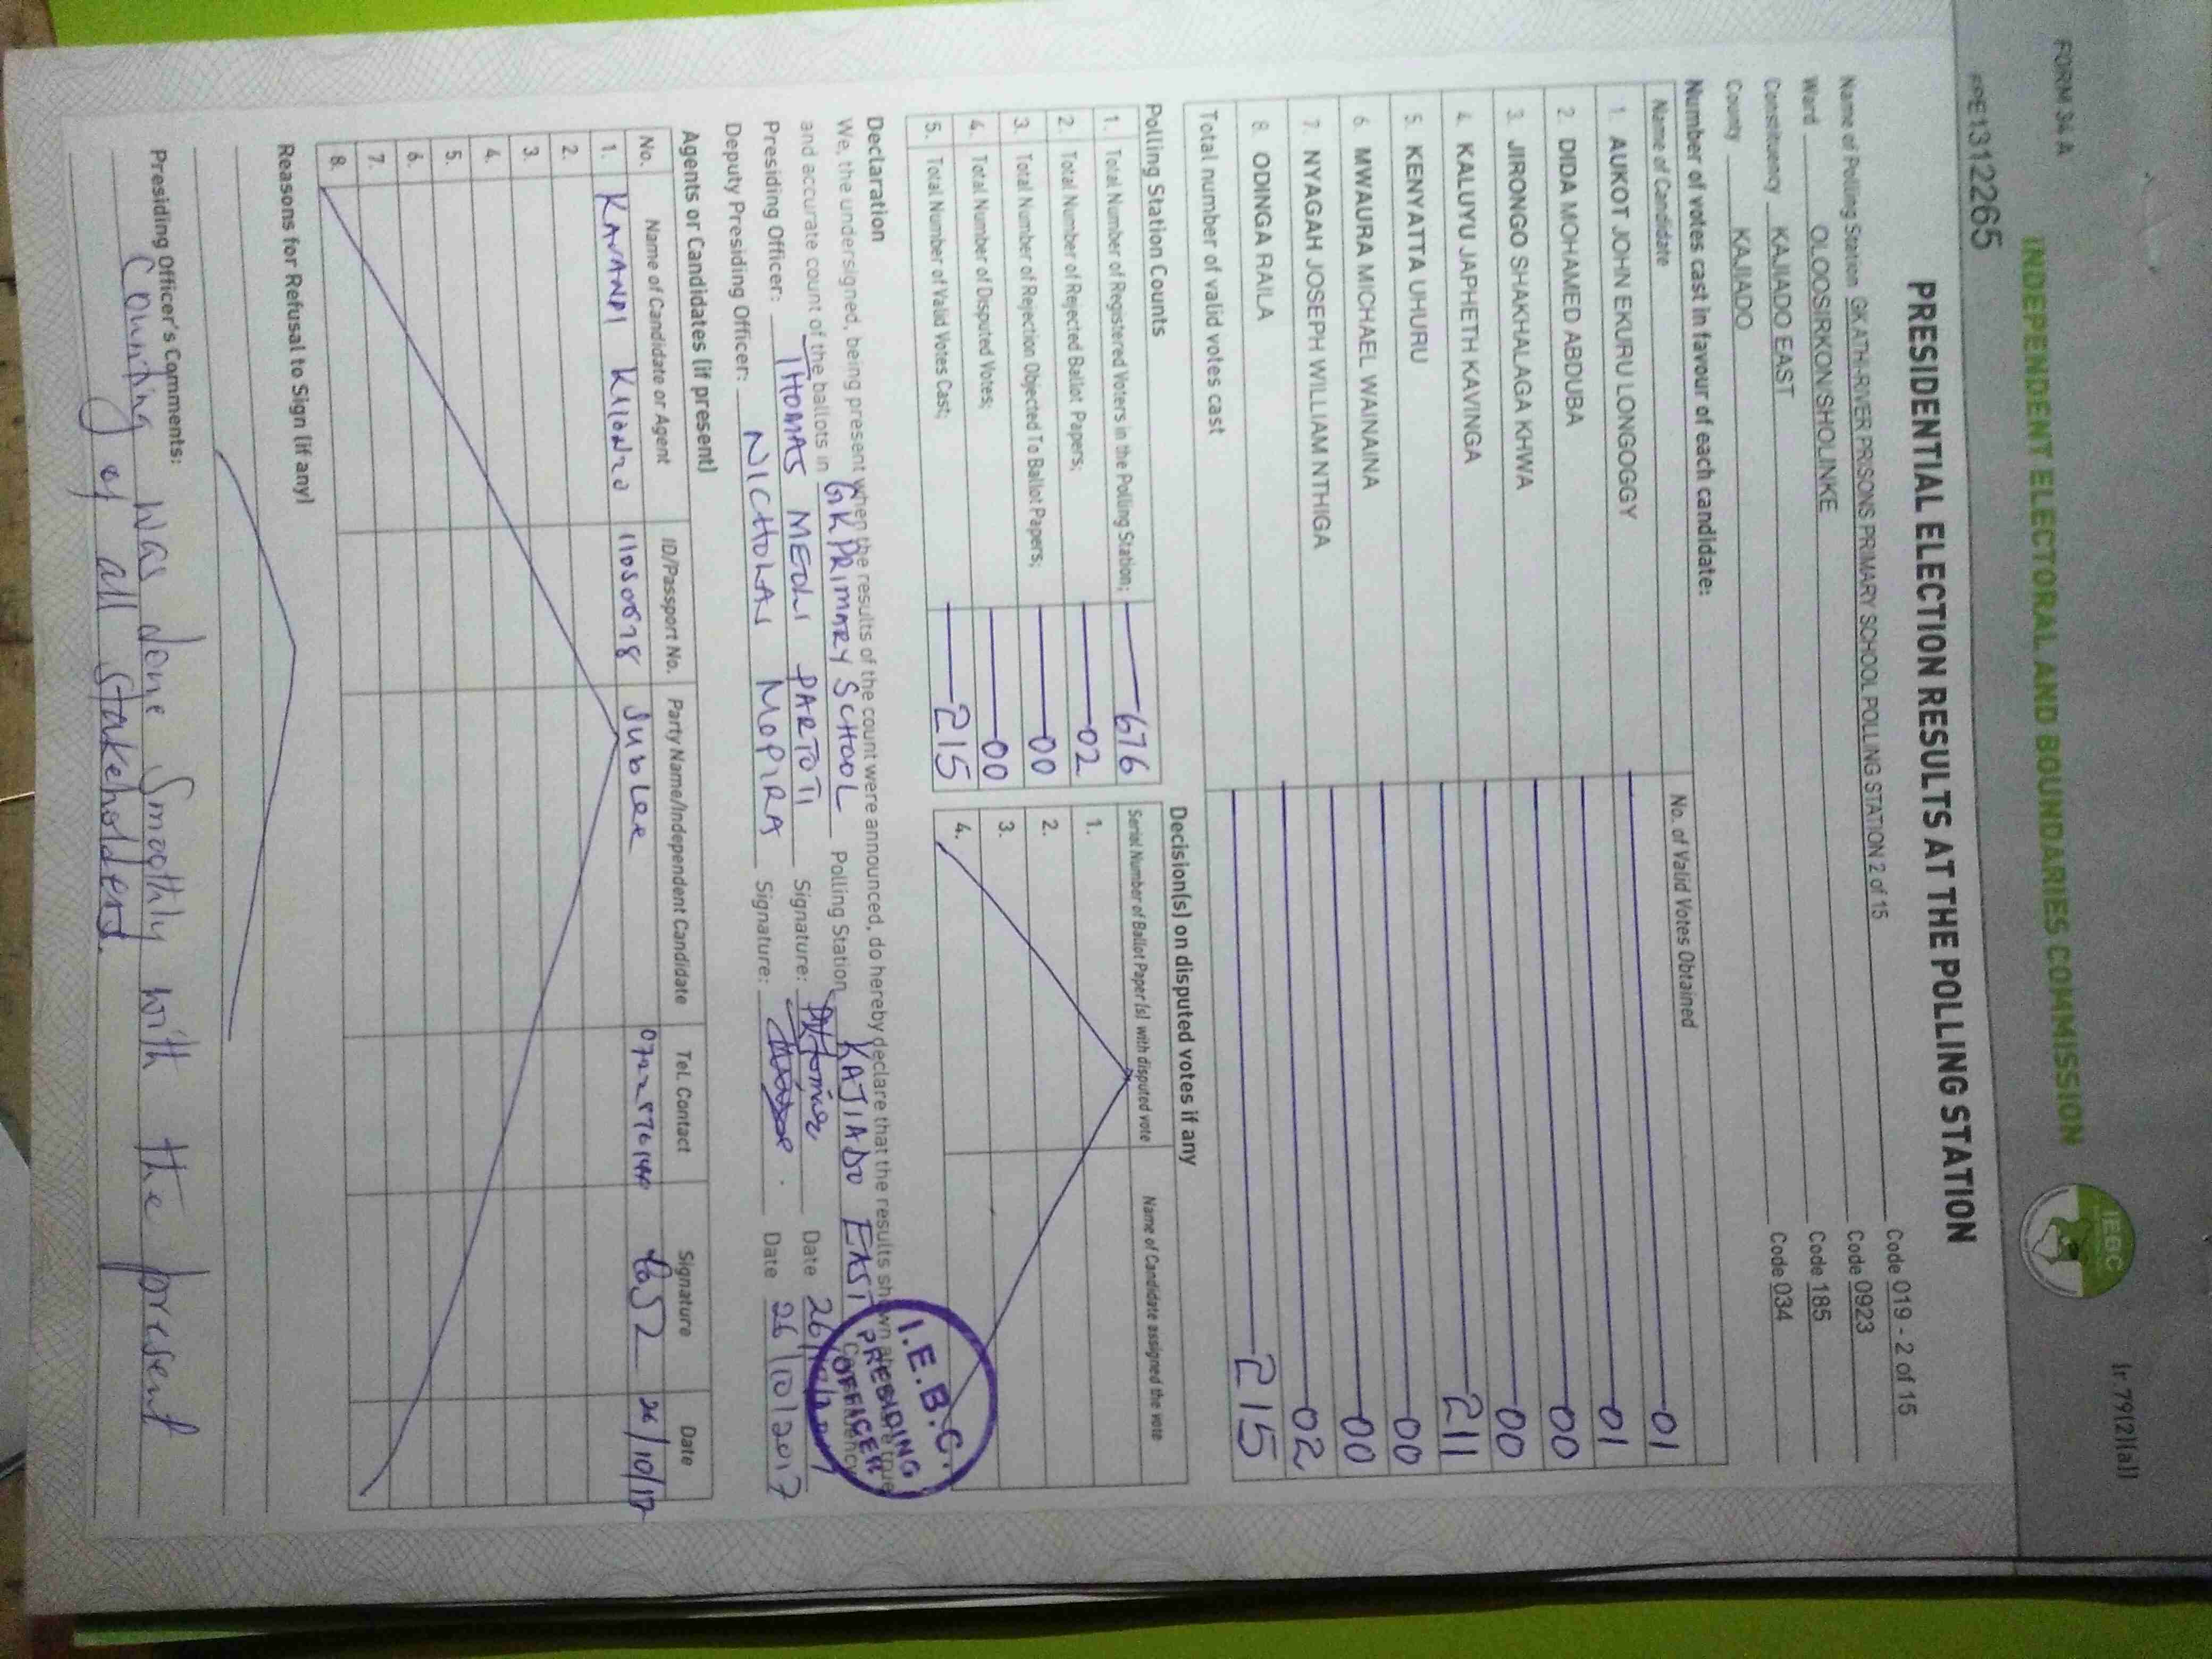 FORM 34 A
(r.79(2)(a))
INDEPENDENT ELECTORAL AND BOUNDARIES COMMISSION
IEBC
PRE1312265
PRESIDENTIAL ELECTION RESULTS AT THE POLLING STATION
Name of Polling Station GK ATHI-RIVER PRISONS PRIMARY SCHOOL POLLING STATION 2 of 15 Code 019 - 2 of 15
Ward OLOOSIRKON/SHOLINKE Code 0923
Constituency KAJIADO EAST Code 185
County KAJIADO Code 034
Number of votes cast in favour of each candidate:
Name of Candidate No. of Valid Votes Obtained
1. AUKOT JOHN EKURU LONGOGGY 01
2. DIDA MOHAMED ABDUBA 01
3. JIRONGO SHAKHALAGA KHWA 00
4. KALUYU JAPHETH KAVINGA 00
5. KENYATTA UHURU 211
6. MWAURA MICHAEL WAINAINA 00
7. NYAGAH JOSEPH WILLIAM NTHIGA 00
8. ODINGA RAILA 02
Total number of valid votes cast 215
Polling Station Counts
1. Total Number of Registered Voters in the Polling Station; 676
2. Total Number of Rejected Ballot Papers; 02
3. Total Number of Rejection Objected To Ballot Papers; 00
4. Total Number of Disputed Votes; 00
5. Total Number of Valid Votes Cast; 215
Decision(s) on disputed votes if any
Serial Number of Ballot Paper (s) with disputed vote Name of Candidate assigned the vote
1.
2.
3.
4.
Declaration
We, the undersigned, being present when the results of the count were announced, do hereby declare that the results shown above are true
and accurate count of the ballots in GK PRIMARY SCHOOL Polling Station KAJIADO EAST Constituency
Presiding Officer: THOMAS MEOLI PARTOTI Signature: Date 26/10/2017
Deputy Presiding Officer: NICHOLAS MOPIRA Signature: Date 26/10/2017
I.E.B.C.
PRESIDING
OFFICER
Agents or Candidates (if present)
No. Name of Candidate or Agent ID/Passport No. Party Name/Independent Candidate Tel. Contact Signature Date
1. Jubilee 26/10/17
2.
3.
4.
5.
6.
7.
8.
Reasons for Refusal to Sign (if any)
Presiding Officer's Comments:
Counting was done Smoothly with the present
of all stakeholders.